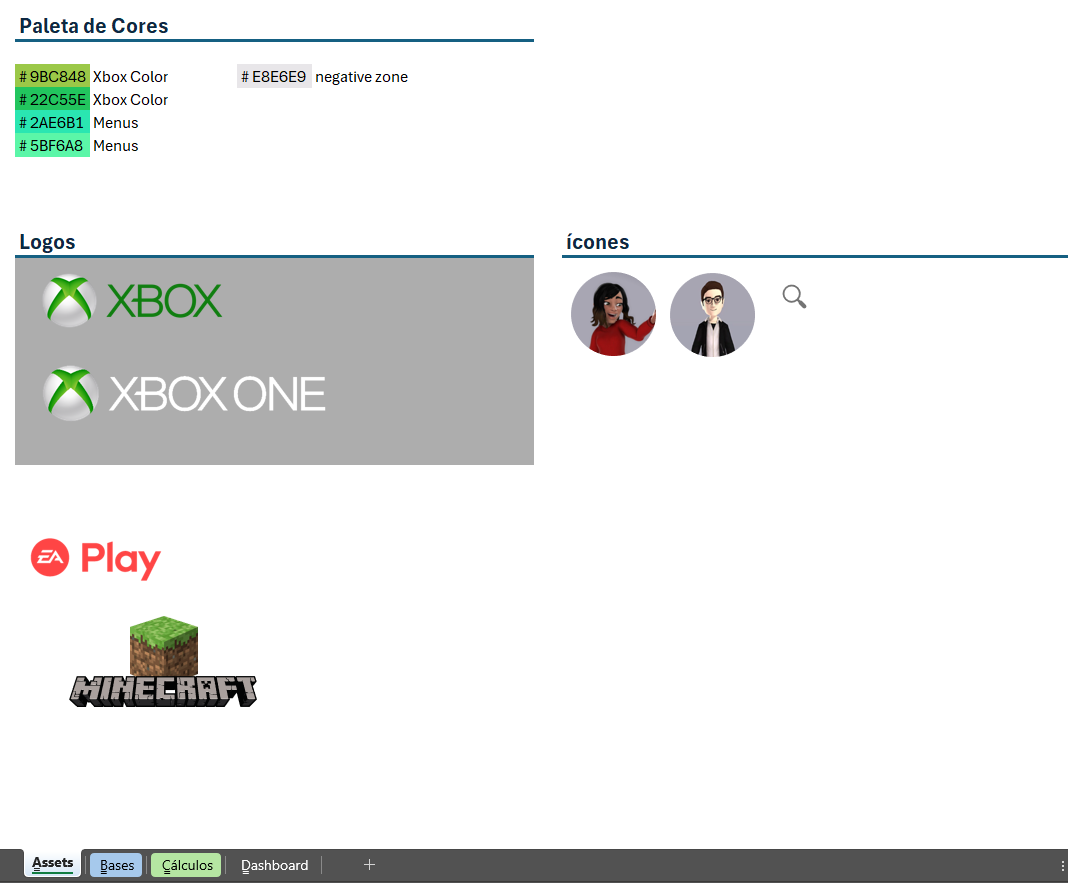 Paleta de Cores
# 9BC848 Xbox Color # E8E6E9 negative zone
# 22C55E Xbox Color
# 2AE6B1 Menus
# 5BF6A8 Menus
Logos
ícones
XBOX
XBOX ONE
EA Play
MINECRAFT
Assets Bases Cálculos Dashboard